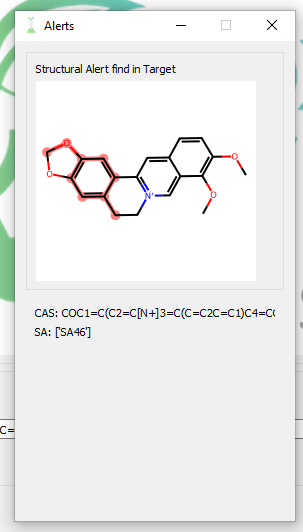 Alerts
Structural Alert find in Target
O
O
N+
O
O
CAS: COC1=C(C2=C[N+]3=C(C=C2C=C1)C4=C(
SA: ['SA46']
C=